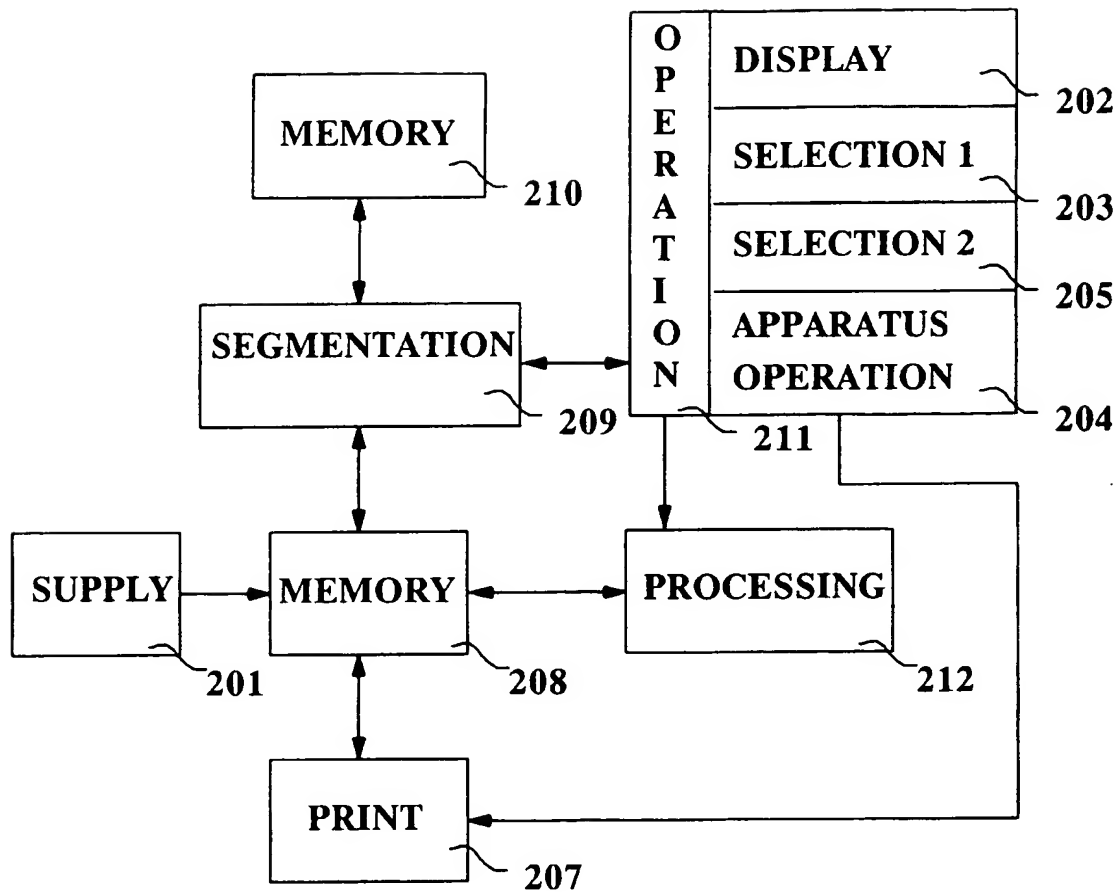 MEMORY
210
OPERATION
DISPLAY
202
SELECTION 1
203
SELECTION 2
205
APPARATUS
OPERATION
204
211
SEGMENTATION
209
SUPPLY
201
MEMORY
208
PROCESSING
212
PRINT
207